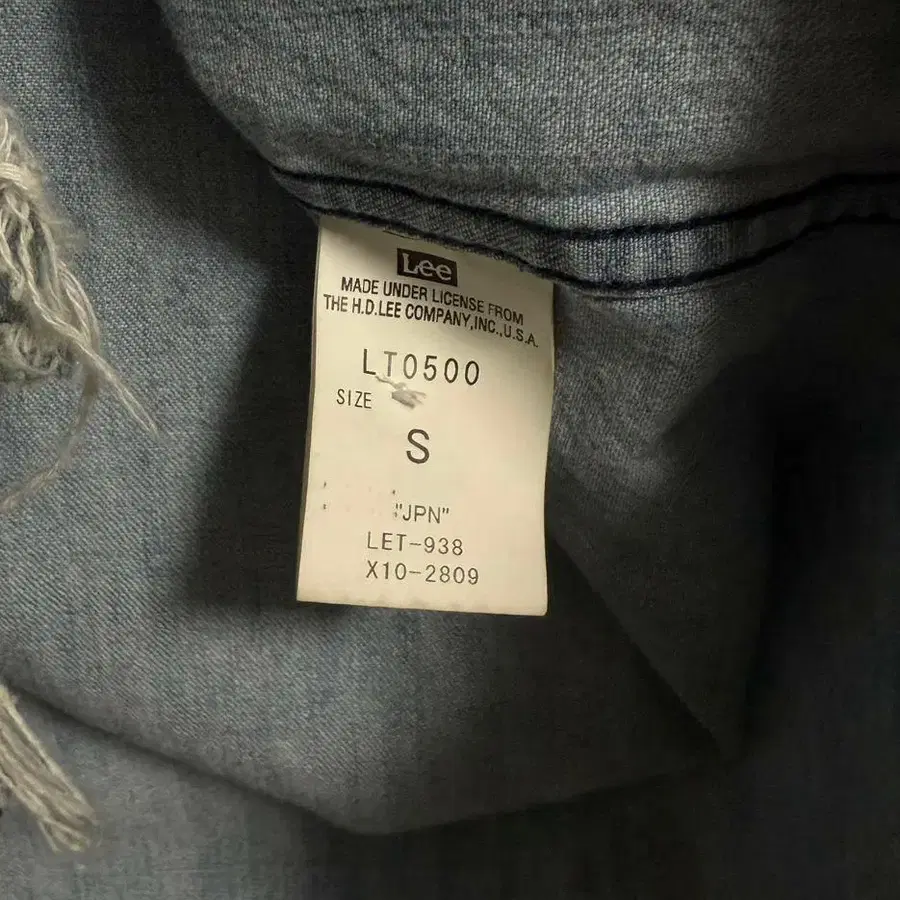 Lee
MADE UNDER LICENSE FROM
THE H.D.LEE COMPANY,INC.,U.S.A.
LT0500
SIZE
S
"JPN"
LET-938
X10-2809